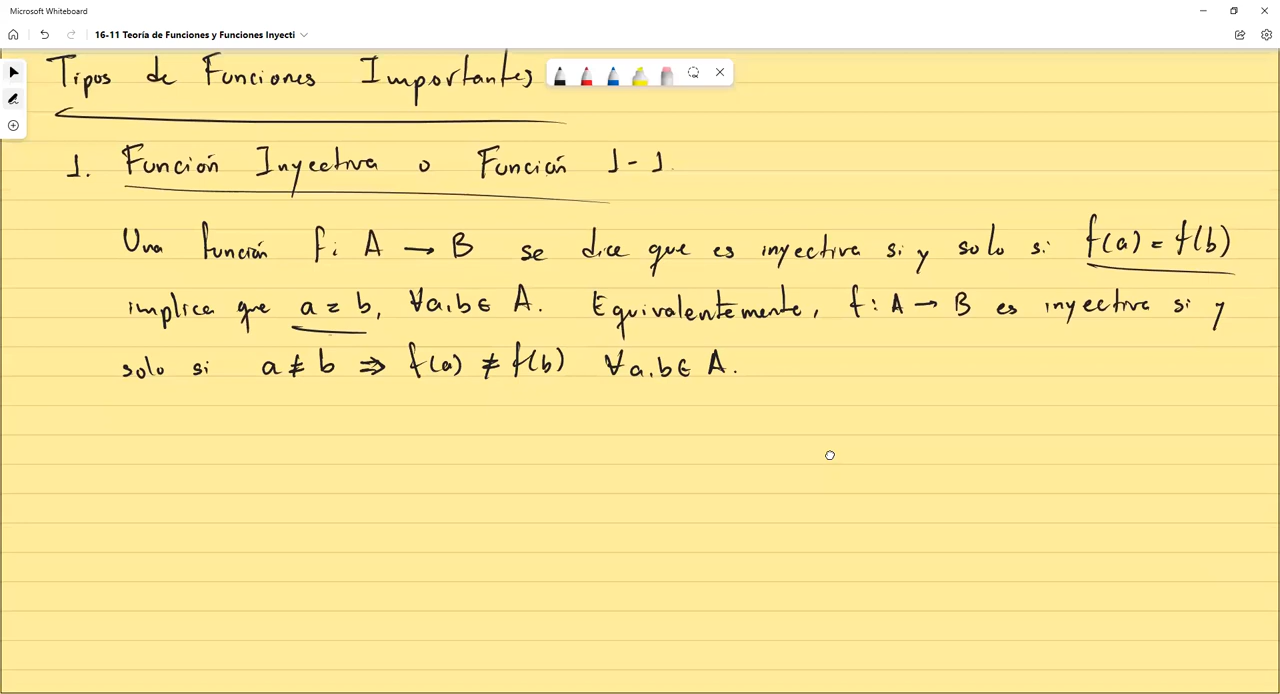 Microsoft Whiteboard
16-11 Teoría de Funciones y Funciones Inyecti
Tipos de Funciones Importantes
1. Función Inyectiva o Función 1-1.
Una función f: A → B se dice que es inyectiva si y solo si f(a) = f(b)
implica que a = b, ∀a,b ∈ A. Equivalentemente, f: A → B es inyectiva si y
solo si a ≠ b ⇒ f(a) ≠ f(b) ∀a,b ∈ A.